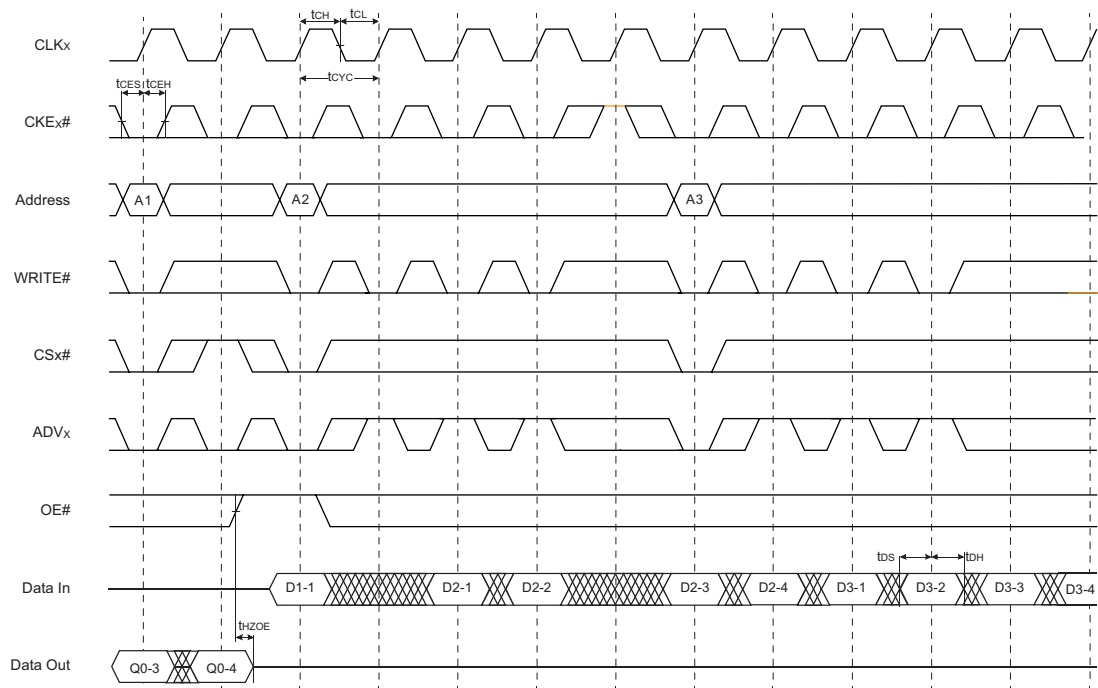 tCH tCL
CLKx
tCYC
tCES tCEH
CKEx#
Address A1 A2 A3
WRITE#
CSx#
ADVx
OE#
tDS tDH
Data In D1-1 D2-1 D2-2 D2-3 D2-4 D3-1 D3-2 D3-3 D3-4
tHZOE
Data Out Q0-3 Q0-4